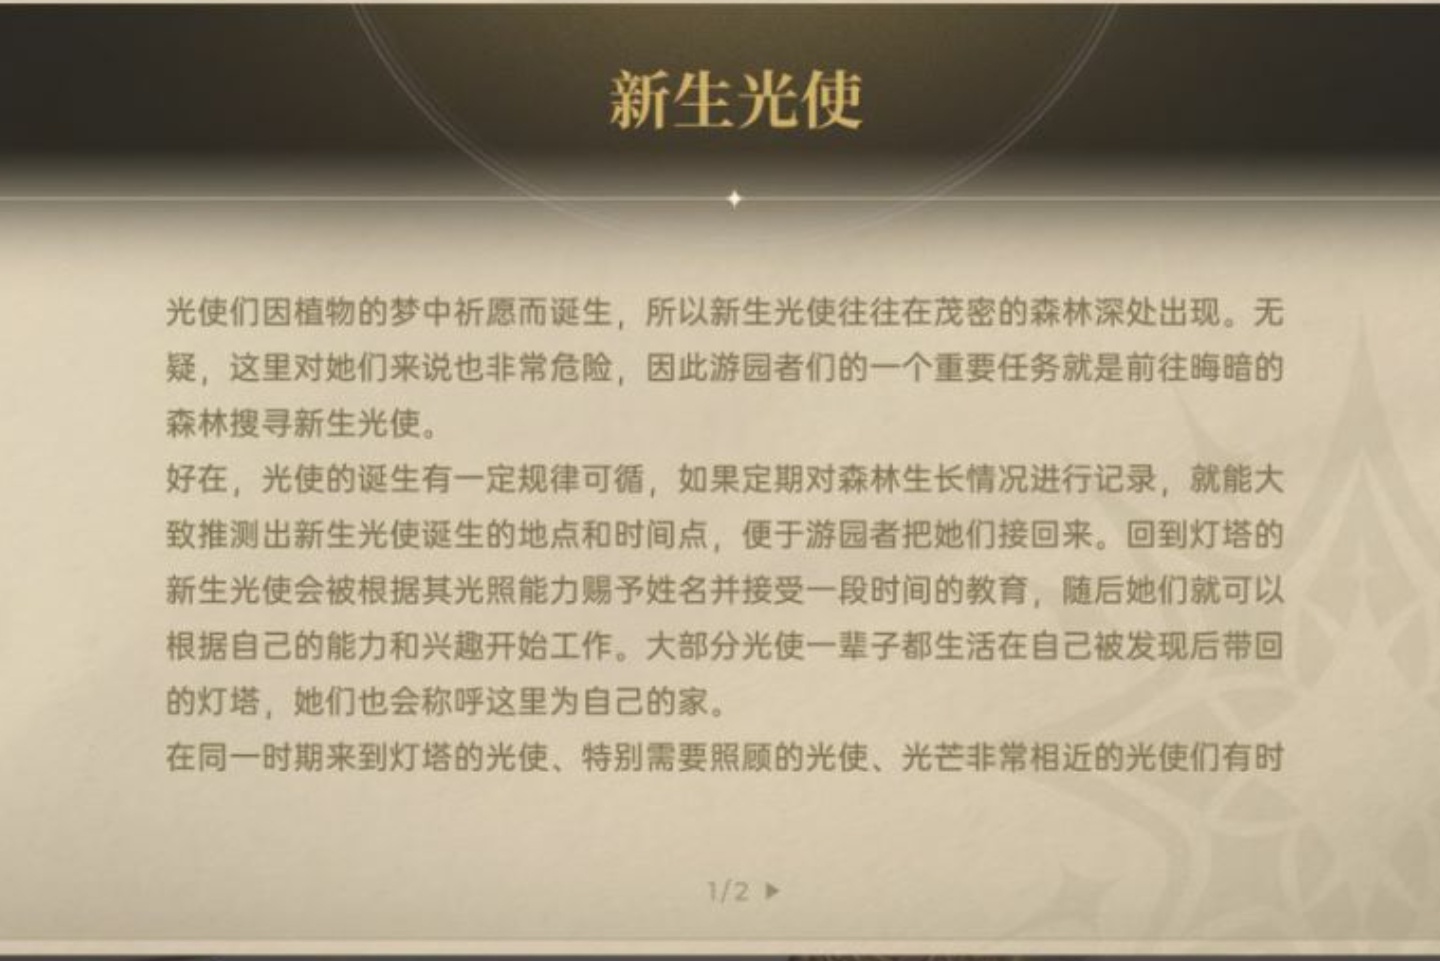 新生光使
光使们因植物的梦中祈愿而诞生，所以新生光使往往在茂密的森林深处出现。无
疑，这里对她们来说也非常危险，因此游园者们的一个重要任务就是前往晦暗的
森林搜寻新生光使。
好在，光使的诞生有一定规律可循，如果定期对森林生长情况进行记录，就能大
致推测出新生光使诞生的地点和时间点，便于游园者把她们接回来。回到灯塔的
新生光使会被根据其光照能力赐予姓名并接受一段时间的教育，随后她们就可以
根据自己的能力和兴趣开始工作。大部分光使一辈子都生活在自己被发现后带回
的灯塔，她们也会称呼这里为自己的家。
在同一时期来到灯塔的光使、特别需要照顾的光使、光芒非常相近的光使们有时
1/2 ▶